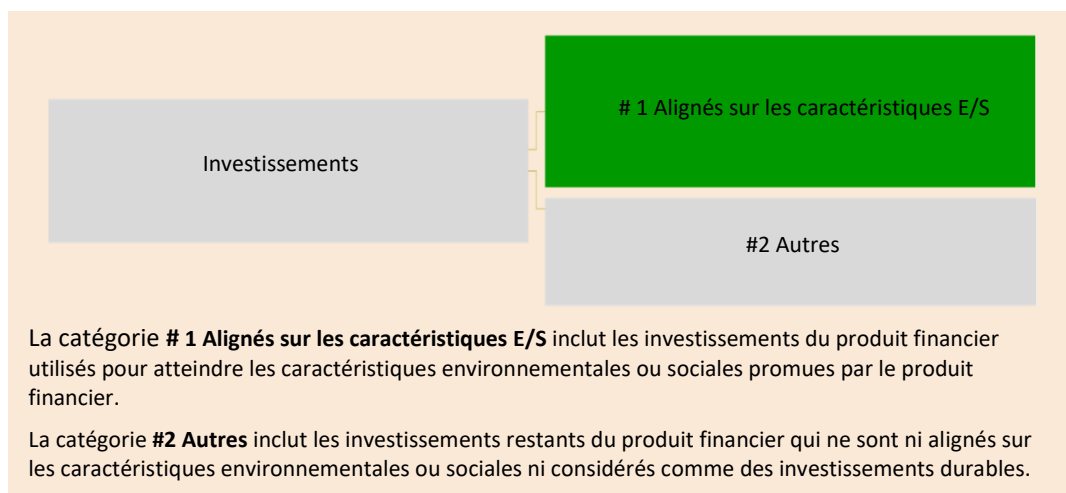 # 1 Alignés sur les caractéristiques E/S
Investissements
#2 Autres
La catégorie # 1 Alignés sur les caractéristiques E/S inclut les investissements du produit financier
utilisés pour atteindre les caractéristiques environnementales ou sociales promues par le produit
financier.
La catégorie #2 Autres inclut les investissements restants du produit financier qui ne sont ni alignés sur
les caractéristiques environnementales ou sociales ni considérés comme des investissements durables.